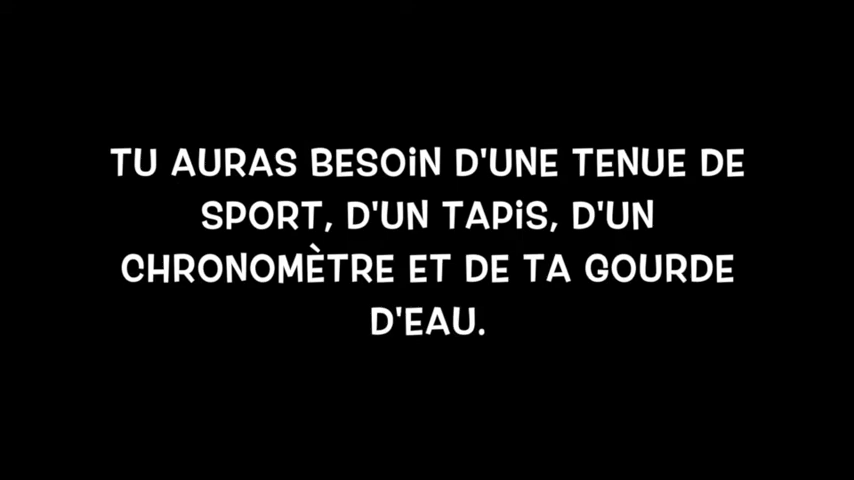 TU AURAS BESOIN D'UNE TENUE DE
SPORT, D'UN TAPIS, D'UN
CHRONOMÈTRE ET DE TA GOURDE
D'EAU.